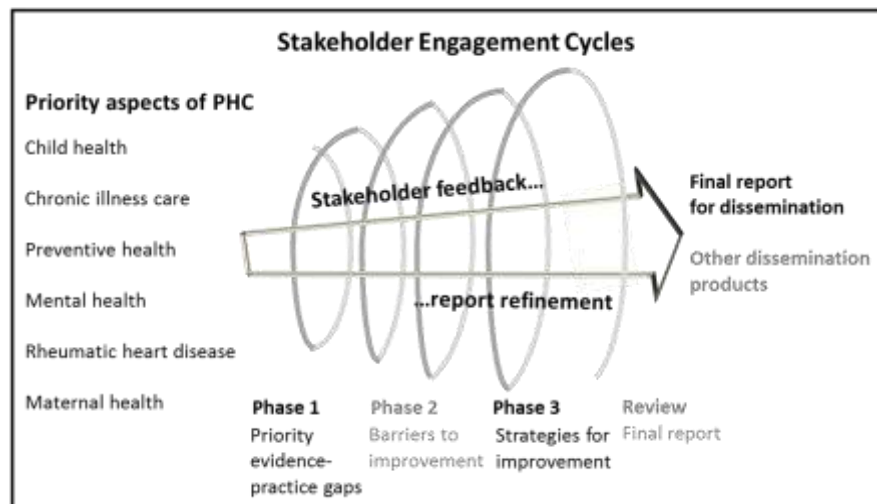 Stakeholder Engagement Cycles
Priority aspects of PHC
Child health
Chronic illness care
Preventive health
Mental health
Rheumatic heart disease
Maternal health
Stakeholder feedback...
...report refinement
Final report
for dissemination
Other dissemination
products
Phase 1
Priority
evidence-
practice gaps
Phase 2
Barriers to
improvement
Phase 3
Strategies for
improvement
Review
Final report